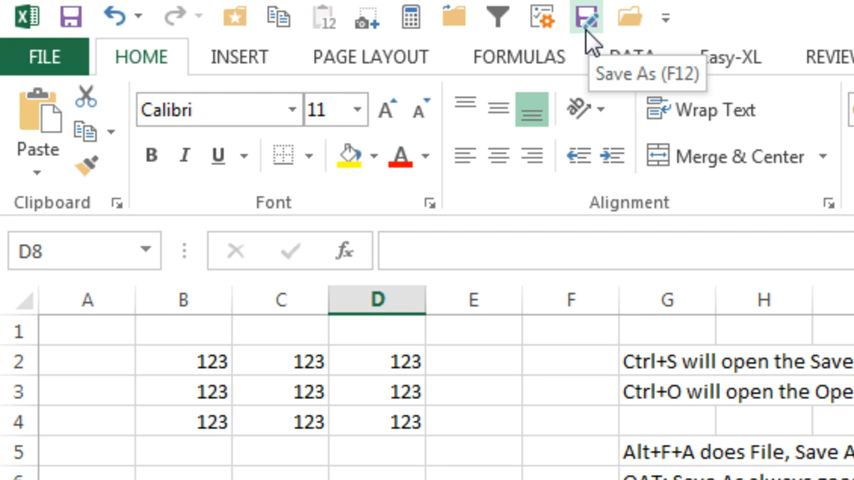 12
FILE HOME INSERT PAGE LAYOUT FORMULAS DATA Easy-XL
Save As (F12)
Calibri 11 A A Wrap Text
Paste B I U A Merge & Center
Clipboard Font Alignment
D8 fx
A B C D E F G H
1
2 123 123 123 Ctrl+S will open the Save
3 123 123 123 Ctrl+O will open the
4 123 123 123
5 Alt+F+A does File, Save